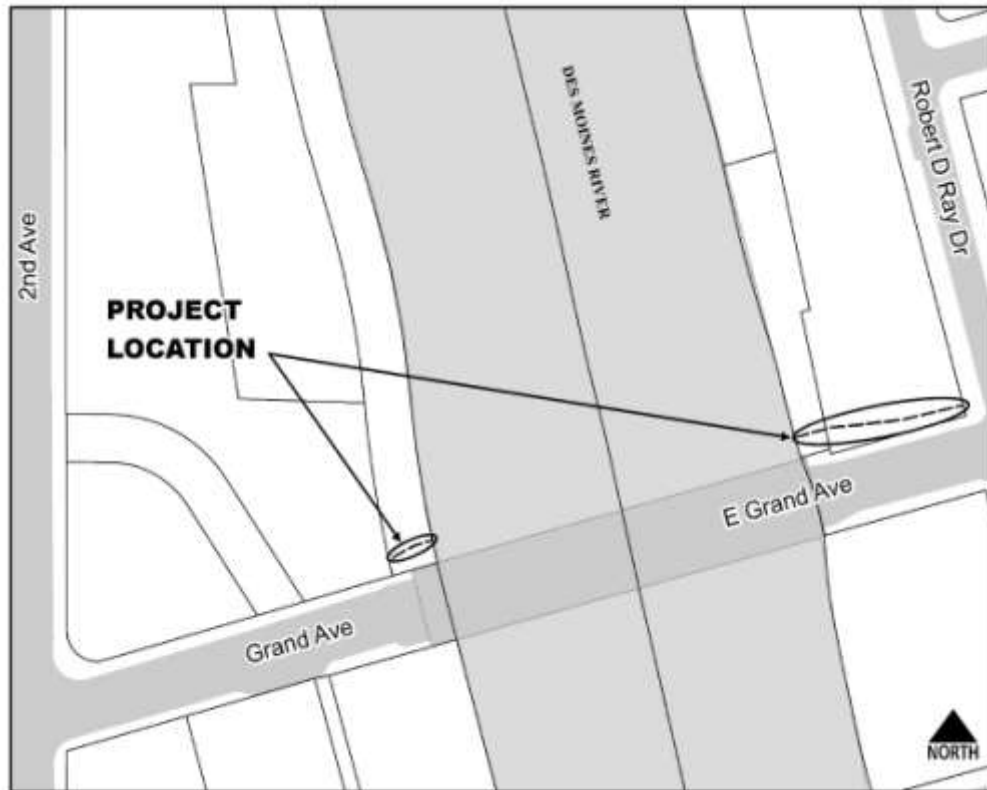 DES MOINES RIVER
Robert D Ray Dr
2nd Ave
PROJECT
LOCATION
E Grand Ave
Grand Ave
NORTH